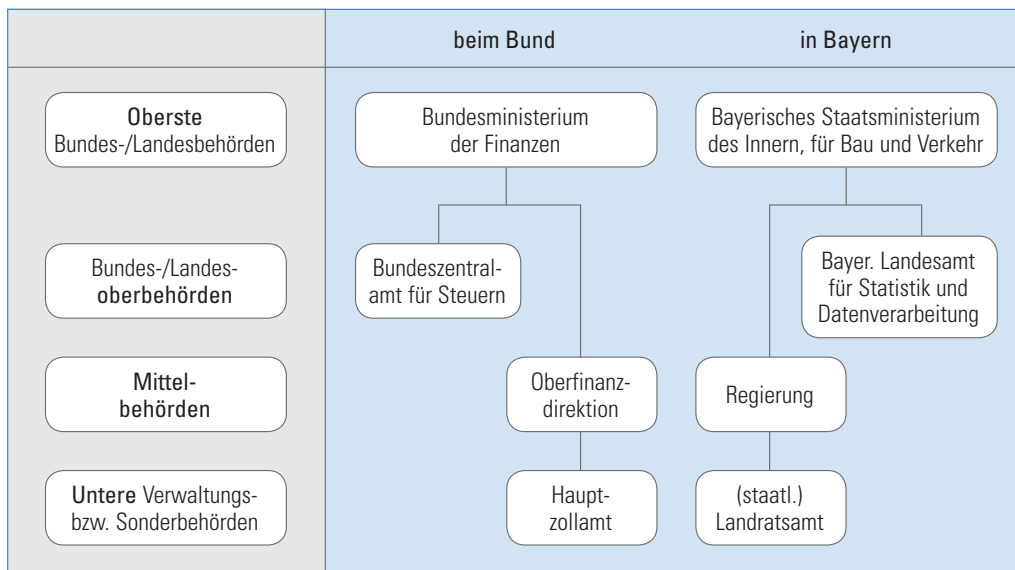 beim Bund
in Bayern
Oberste
Bundes-/Landesbehörden
Bundesministerium
der Finanzen
Bayerisches Staatsministerium
des Innern, für Bau und Verkehr
Bundes-/Landes-
oberbehörden
Bundeszentral-
amt für Steuern
Bayer. Landesamt
für Statistik und
Datenverarbeitung
Mittel-
behörden
Oberfinanz-
direktion
Regierung
Untere Verwaltungs-
bzw. Sonderbehörden
Haupt-
zollamt
(staatl.)
Landratsamt